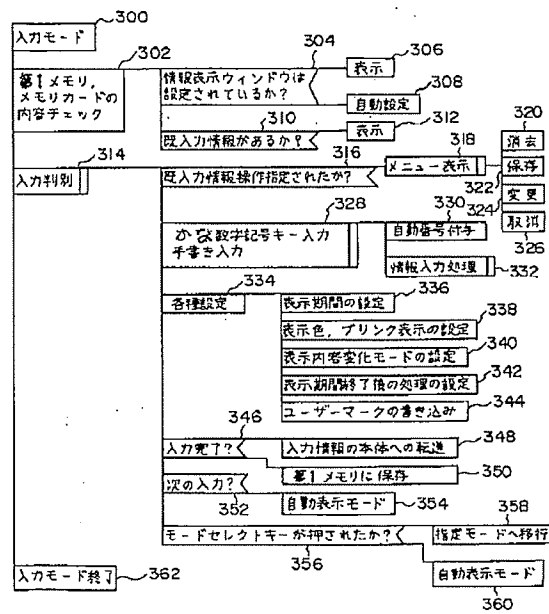 300
入力モード
302
第1メモリ,
メモリカードの
内容チェック
304
情報表示ウィンドウは
設定されているか?
306
表示
308
自動設定
310
既入力情報があるか?
312
表示
314
入力判別
316
既入力情報操作指定されたか?
318
メニュー表示
320
消去
322
保存
324
変更
取消
326
328
かな数字記号キー入力
手書き入力
330
自動番号付与
情報入力処理
332
334
各種設定
336
表示期間の設定
338
表示色,ブリンク表示の設定
340
表示内容変化モードの設定
342
表示期間終了後の処理の設定
344
ユーザーマークの書き込み
346
入力完了?
348
入力情報の本体への転送
350
第1メモリに保存
次の入力?
352
354
自動表示モード
モードセレクトキーが押されたか?
356
358
指定モードへ移行
自動表示モード
360
入力モード終了
362